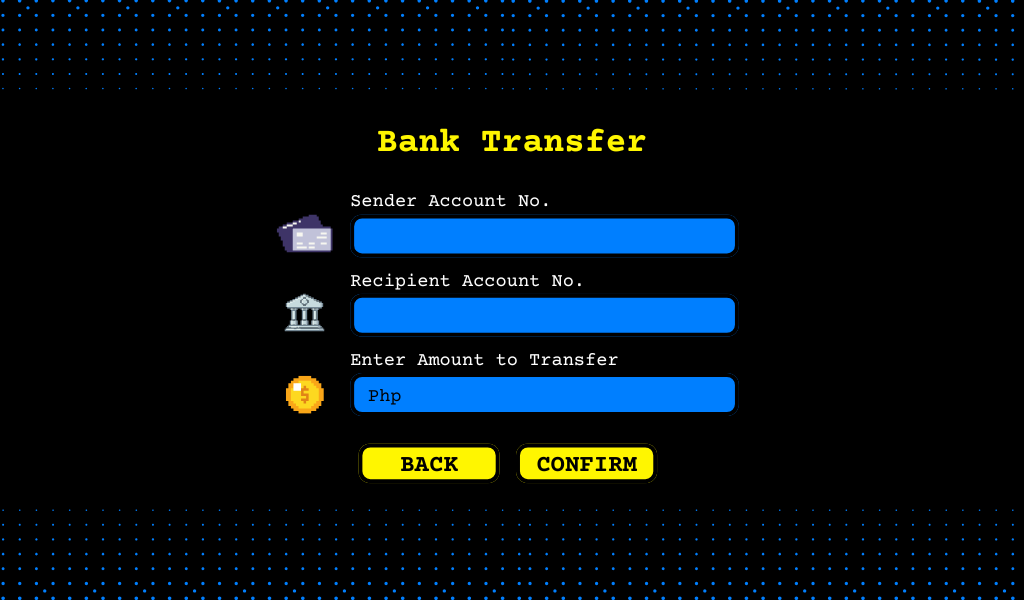 Bank Transfer
Sender Account No.
Recipient Account No.
Enter Amount to Transfer
Php
BACK CONFIRM